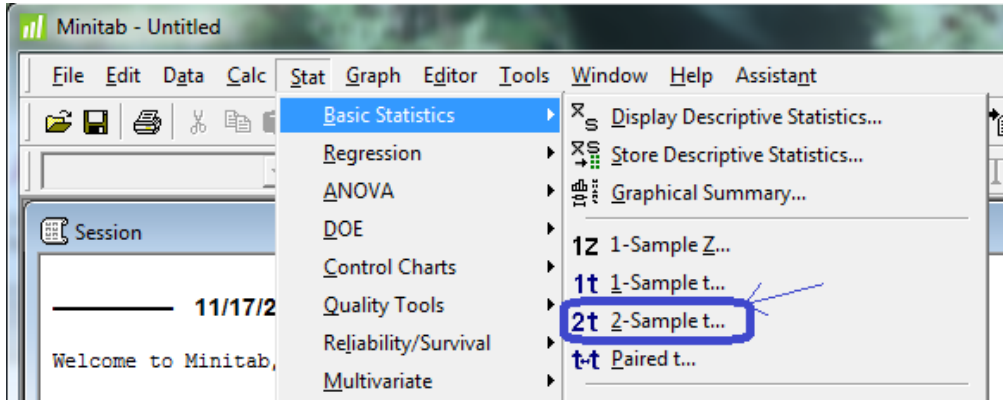 Minitab - Untitled
File Edit Data Calc Stat Graph Editor Tools Window Help Assistant
Basic Statistics
Regression
ANOVA
DOE
Control Charts
Quality Tools
Reliability/Survival
Multivariate
Display Descriptive Statistics...
Store Descriptive Statistics...
Graphical Summary...
1Z 1-Sample Z...
1t 1-Sample t...
2t 2-Sample t...
t-t Paired t...
Session
11/17/2
Welcome to Minitab,